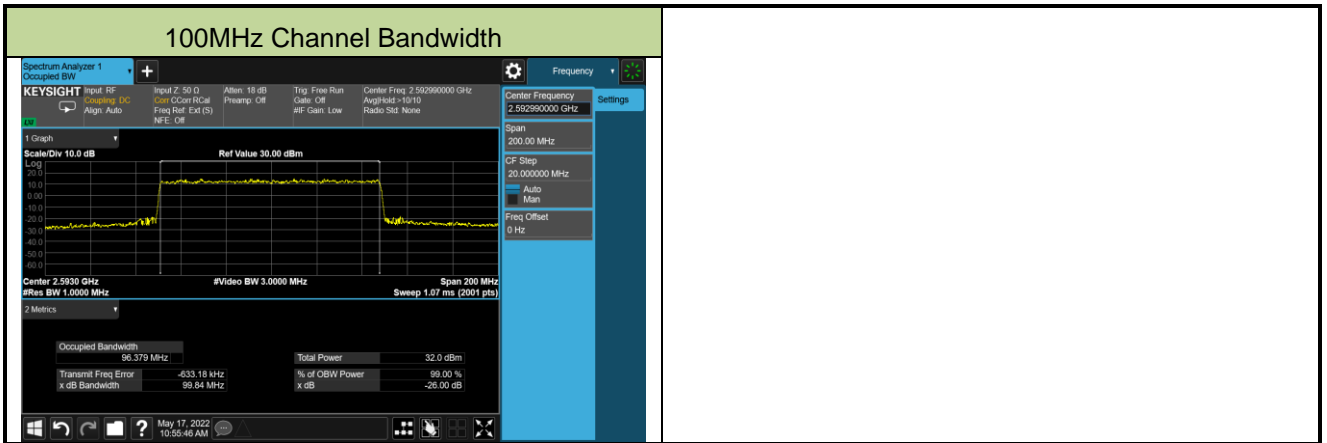 100MHz Channel Bandwidth
Spectrum Analyzer 1
Occupied BW
+
Frequency
KEYSIGHT
Input: RF
Coupling: DC
Align: Auto
Input Z: 50 Ω
Corr CCorr RCal
Freq Ref: Ext (S)
NFE: Off
Atten: 18 dB
Preamp: Off
Trig: Free Run
Gate: Off
#IF Gain: Low
Center Freq: 2.592990000 GHz
Avg|Hold:>10/10
Radio Std: None
Center Frequency
2.592990000 GHz
Settings
Span
200.00 MHz
CF Step
20.000000 MHz
Auto
Man
Freq Offset
0 Hz
1 Graph
Scale/Div 10.0 dB
Ref Value 30.00 dBm
Log
20.0
10.0
0.00
-10.0
-20.0
-30.0
-40.0
-50.0
-60.0
Center 2.5930 GHz
#Video BW 3.0000 MHz
Span 200 MHz
#Res BW 1.0000 MHz
Sweep 1.07 ms (2001 pts)
2 Metrics
Occupied Bandwidth
96.379 MHz
Total Power 32.0 dBm
Transmit Freq Error -633.18 kHz
% of OBW Power 99.00 %
x dB Bandwidth 99.84 MHz
x dB -26.00 dB
?
May 17, 2022
10:55:46 AM